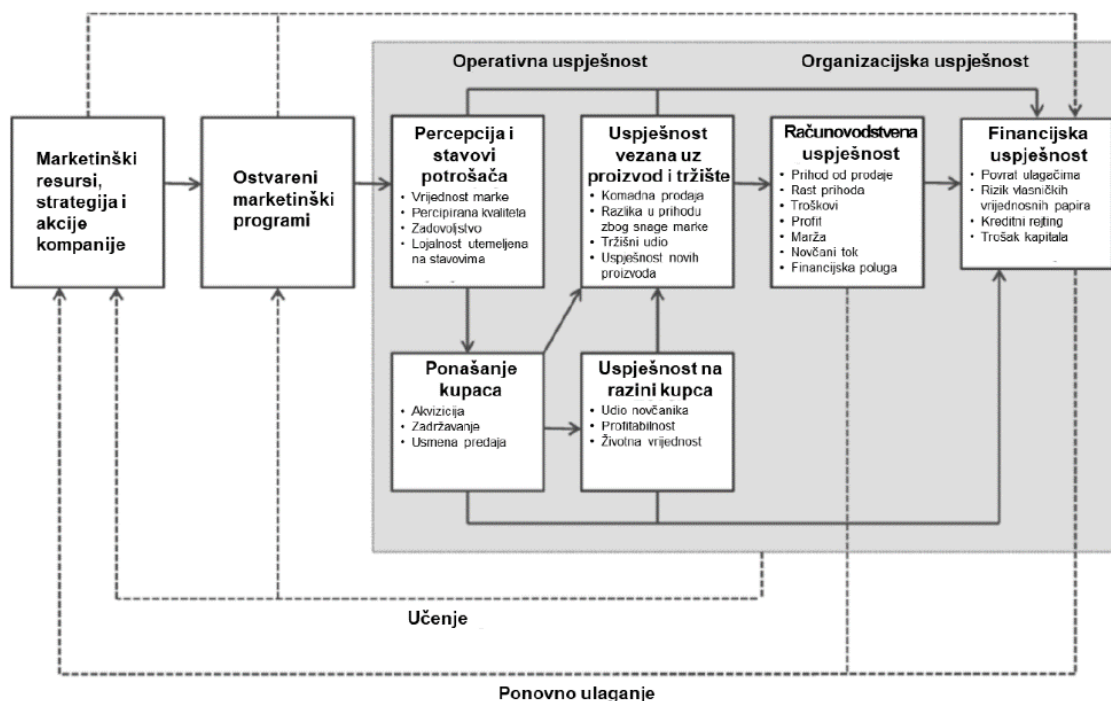 Operativna uspješnost
Organizacijska uspješnost
Marketinški
resursi,
strategija i
akcije
kompanije
Ostvareni
marketinški
programi
Percepcija i
stavovi
potrošača
• Vrijednost marke
• Percipirana kvaliteta
• Zadovoljstvo
• Lojalnost utemeljena
na stavovima
Uspješnost
vezana uz
proizvod i tržište
• Komadna prodaja
• Razlika u prihodu
zbog snage marke
• Tržišni udio
• Uspješnost novih
proizvoda
Računovodstvena
uspješnost
• Prihod od prodaje
• Rast prihoda
• Troškovi
• Profit
• Marža
• Novčani tok
• Financijska poluga
Financijska
uspješnost
• Povrat ulagačima
• Rizik vlasničkih
vrijednosnih papira
• Kreditni rejting
• Trošak kapitala
Ponašanje
kupaca
• Akvizicija
• Zadržavanje
• Usmena predaja
Uspješnost na
razini kupca
• Udio novčanika
• Profitabilnost
• Životna vrijednost
Učenje
Ponovno ulaganje